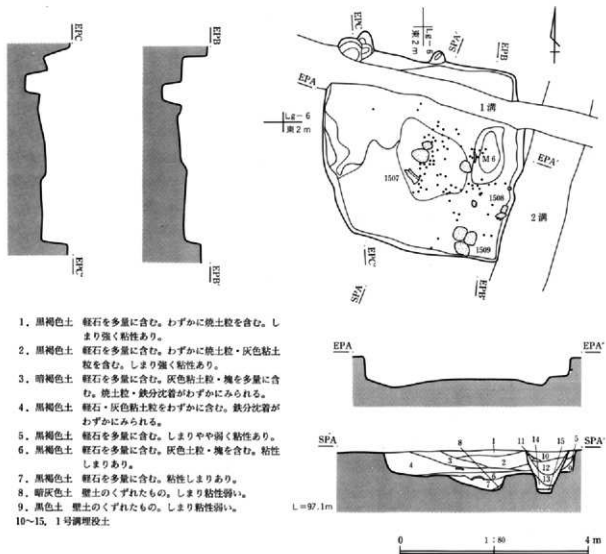 EPC
EPB
EPC'
EPB'
EPC
Lg-6
東2m
SPA
EPB
EPA
1溝
Lg-6
東2m
M6
EPA'
1507
1508
2溝
1509
EPC'
EPB'
SPA'
1. 黒褐色土 軽石を多量に含む。わずかに焼土粒を含む。し
まり強く粘性あり。
2. 黒褐色土 軽石を多量に含む。わずかに焼土粒・灰色粘土
粒を含む。しまり強く粘性あり。
3. 暗褐色土 軽石を多量に含む。灰色粘土粒・塊を多量に含
む。焼土粒・鉄分沈着がわずかにみられる。
4. 黒褐色土 軽石・灰色粘土粒をわずかに含む。鉄分沈着が
わずかにみられる。
5. 黒褐色土 軽石を多量に含む。しまりやや弱く粘性あり。
6. 黒褐色土 軽石を多量に含む。灰色土粒・塊を含む。粘性
しまりあり。
7. 黒褐色土 軽石を多量に含む。粘性しまりあり。
8. 暗灰色土 壁土のくずれたもの。しまり粘性弱い。
9. 黒色土 壁土のくずれたもの。しまり粘性弱い。
10~15. 1号溝埋没土
EPA
EPA'
SPA
8
1
11
14
15
5
SPA'
4
3
2
10
12
13
6
L=97.1m
0
1:80
4m